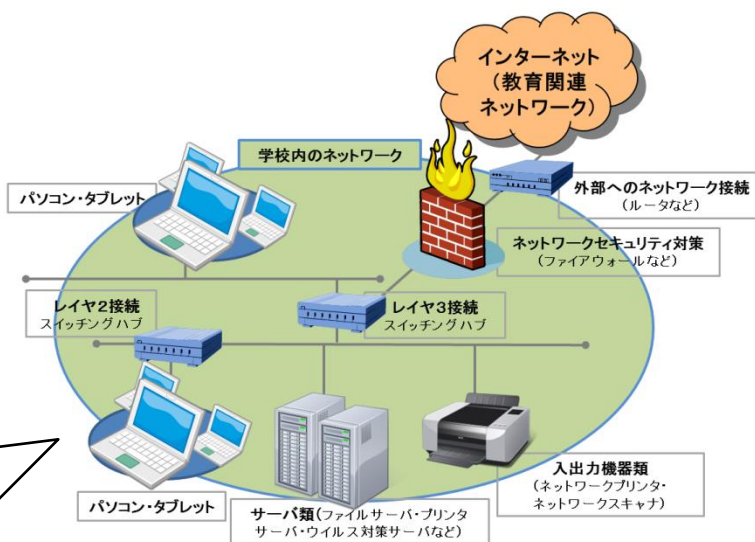 インターネット
(教育関連
ネットワーク)
学校内のネットワーク
パソコン・タブレット
外部へのネットワーク接続
(ルータなど)
ネットワークセキュリティ対策
(ファイアウォールなど)
レイヤ2接続
スイッチングハブ
レイヤ3接続
スイッチングハブ
パソコン・タブレット
サーバ類(ファイルサーバ・プリンタ
サーバ・ウイルス対策サーバなど)
入出力機器類
(ネットワークプリンタ・
ネットワークスキャナ)